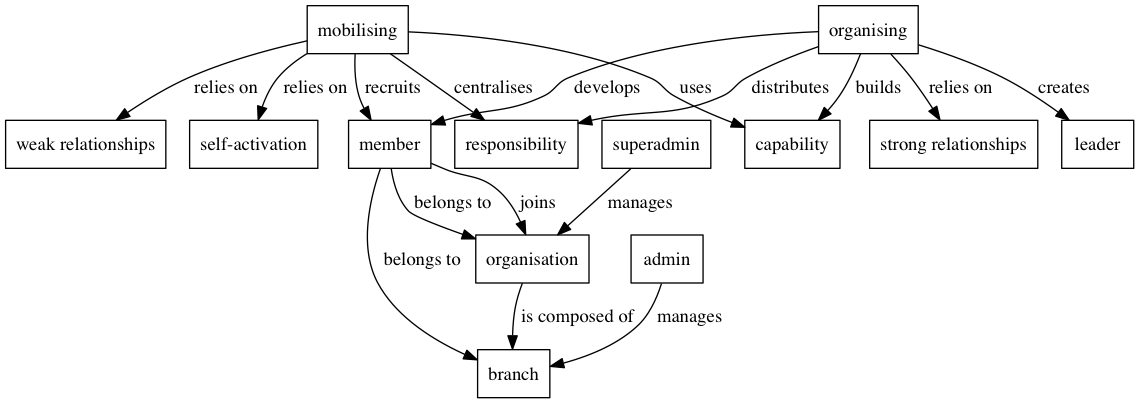 mobilising
organising
relies on
relies on
recruits
centralises
develops
uses
distributes
builds
relies on
creates
weak relationships
self-activation
member
responsibility
superadmin
capability
strong relationships
leader
belongs to
joins
manages
belongs to
organisation
admin
is composed of
manages
branch